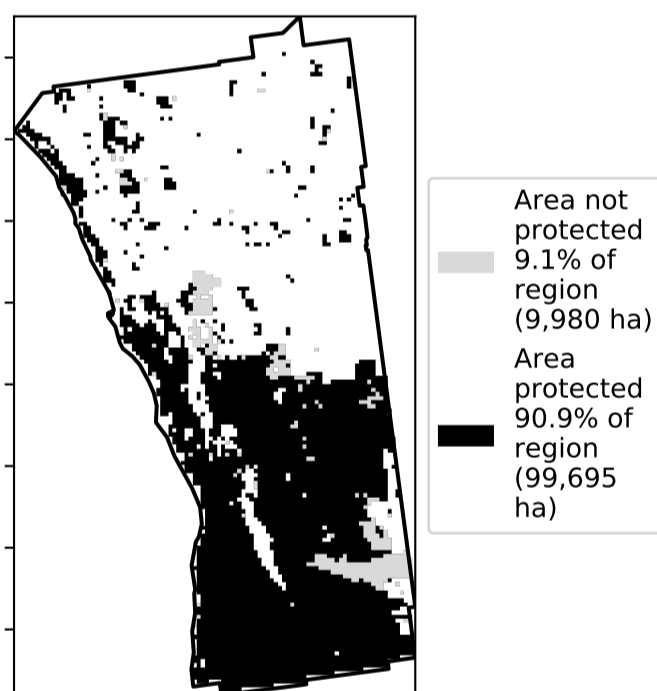 Area not
protected
9.1% of
region
(9,980 ha)
Area
protected
90.9% of
region
(99,695
ha)